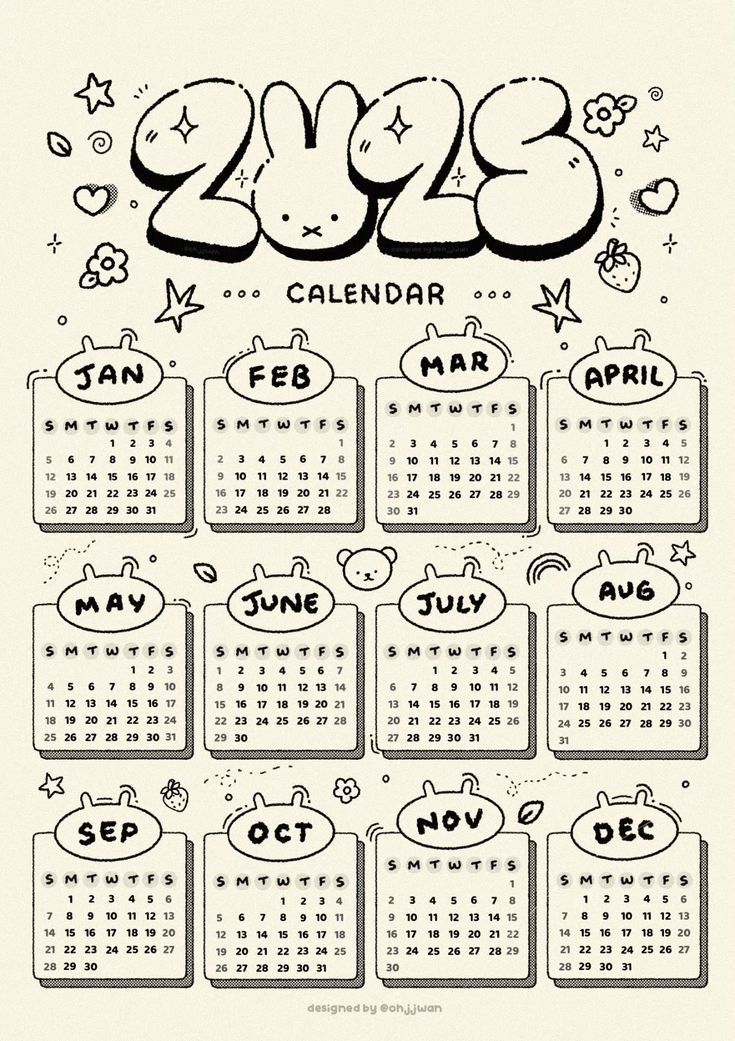 2025
CALENDAR
JAN
S M T W T F S
1 2 3 4
5 6 7 8 9 10 11
12 13 14 15 16 17 18
19 20 21 22 23 24 25
26 27 28 29 30 31
FEB
S M T W T F S
1
2 3 4 5 6 7 8
9 10 11 12 13 14 15
16 17 18 19 20 21 22
23 24 25 26 27 28
MAR
S M T W T F S
1
2 3 4 5 6 7 8
9 10 11 12 13 14 15
16 17 18 19 20 21 22
23 24 25 26 27 28 29
30 31
APRIL
S M T W T F S
1 2 3 4 5
6 7 8 9 10 11 12
13 14 15 16 17 18 19
20 21 22 23 24 25 26
27 28 29 30
MAY
S M T W T F S
1 2 3
4 5 6 7 8 9 10
11 12 13 14 15 16 17
18 19 20 21 22 23 24
25 26 27 28 29 30 31
JUNE
S M T W T F S
1 2 3 4 5 6 7
8 9 10 11 12 13 14
15 16 17 18 19 20 21
22 23 24 25 26 27 28
29 30
JULY
S M T W T F S
1 2 3 4 5
6 7 8 9 10 11 12
13 14 15 16 17 18 19
20 21 22 23 24 25 26
27 28 29 30 31
AUG
S M T W T F S
1 2
3 4 5 6 7 8 9
10 11 12 13 14 15 16
17 18 19 20 21 22 23
24 25 26 27 28 29 30
31
SEP
S M T W T F S
1 2 3 4 5 6
7 8 9 10 11 12 13
14 15 16 17 18 19 20
21 22 23 24 25 26 27
28 29 30
OCT
S M T W T F S
1 2 3 4
5 6 7 8 9 10 11
12 13 14 15 16 17 18
19 20 21 22 23 24 25
26 27 28 29 30 31
NOV
S M T W T F S
1
2 3 4 5 6 7 8
9 10 11 12 13 14 15
16 17 18 19 20 21 22
23 24 25 26 27 28 29
30
DEC
S M T W T F S
1 2 3 4 5 6
7 8 9 10 11 12 13
14 15 16 17 18 19 20
21 22 23 24 25 26 27
28 29 30 31
designed by @ohjjwan